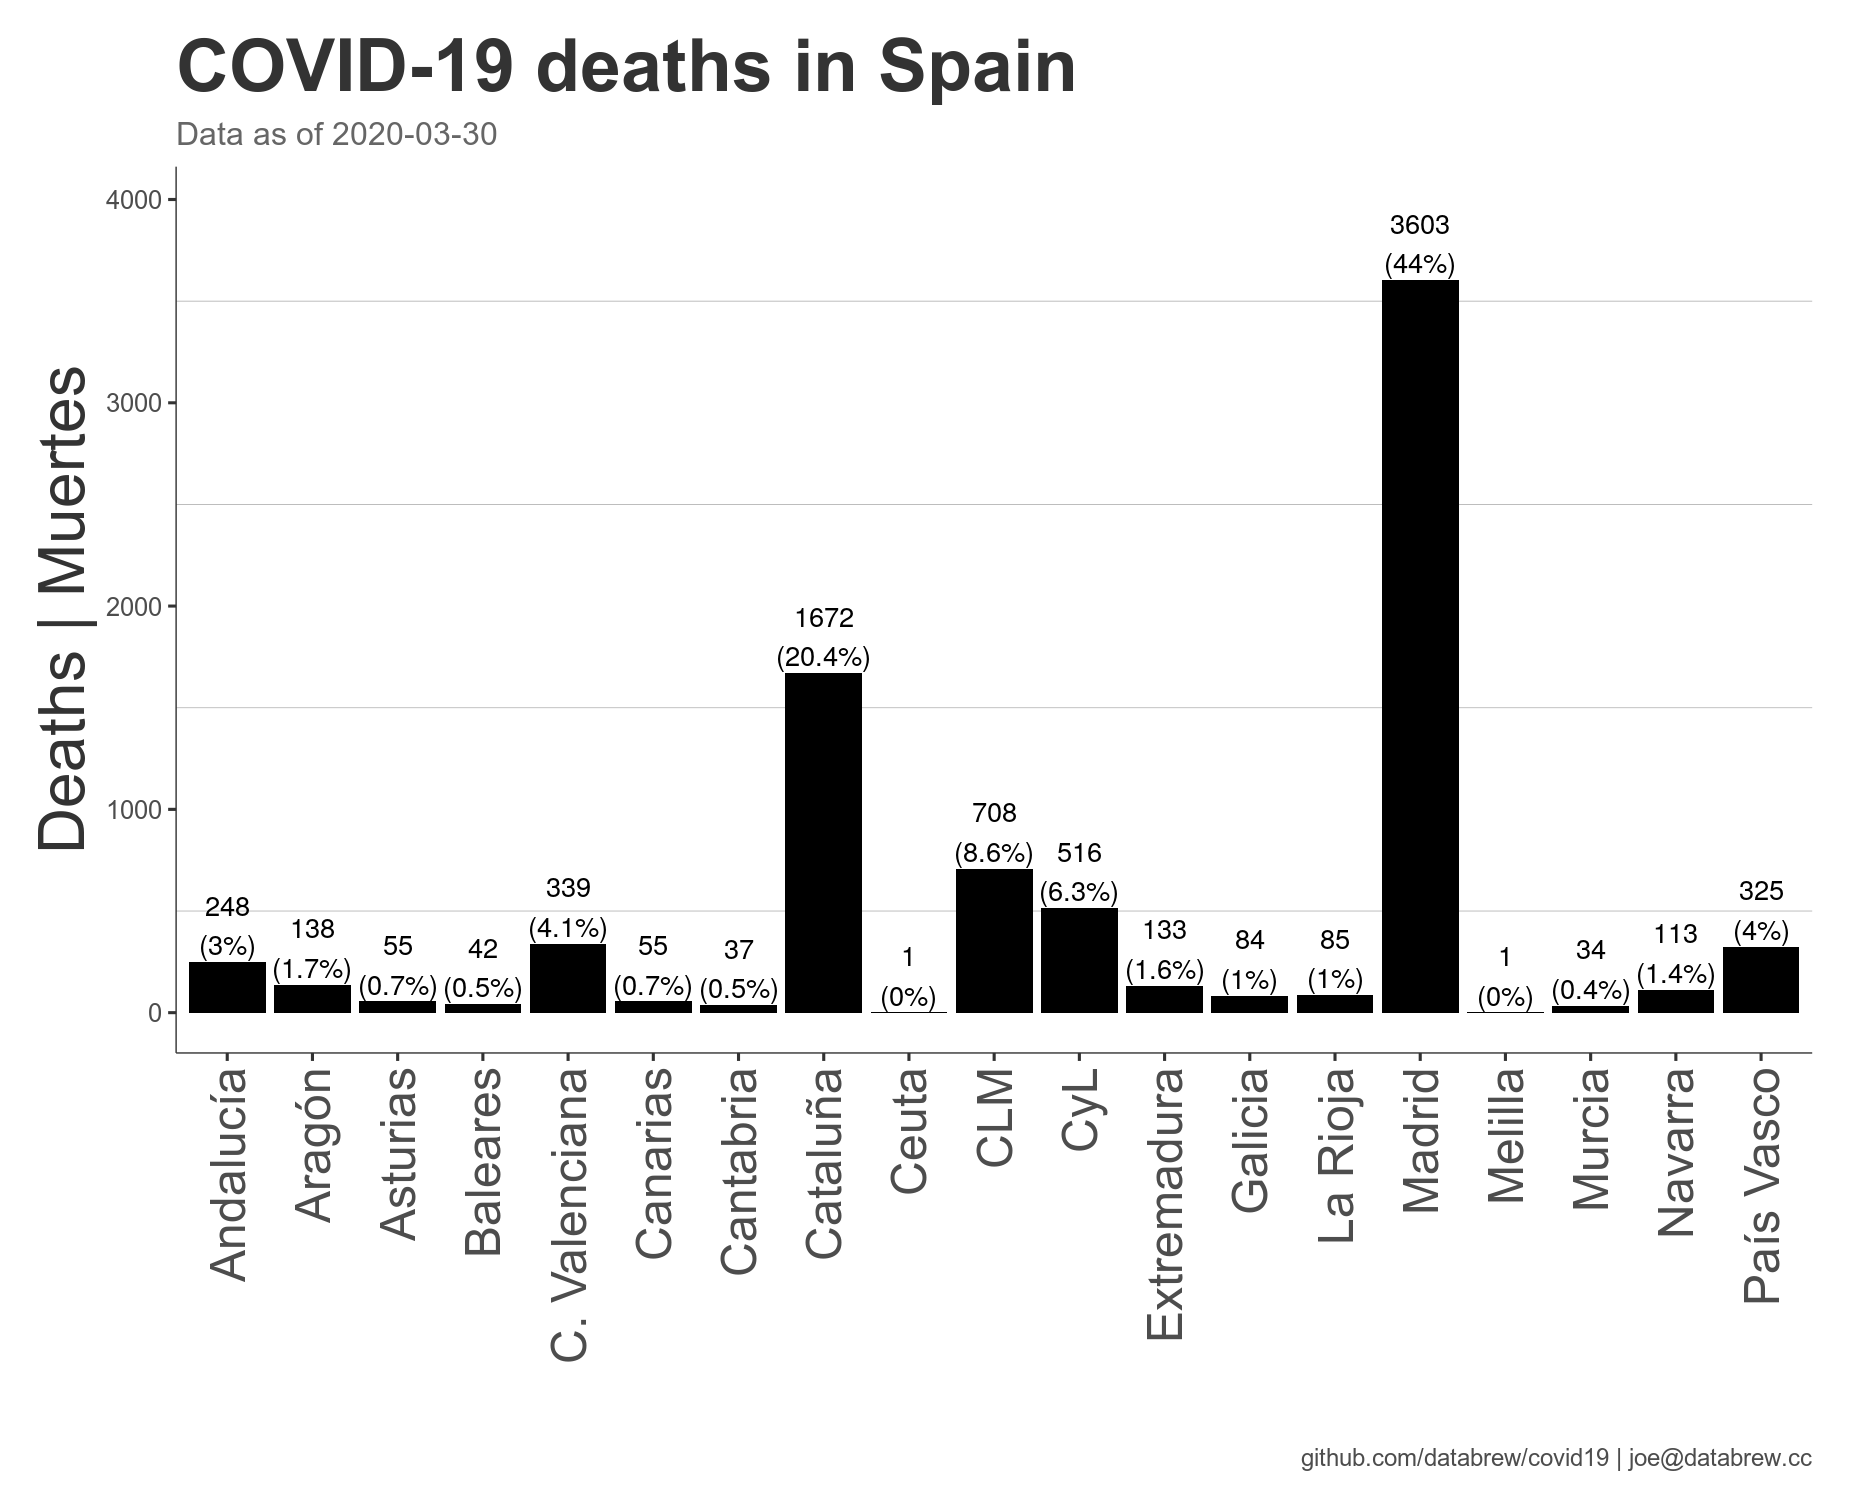 COVID-19 deaths in Spain
Data as of 2020-03-30
Deaths | Muertes
4000
3000
2000
1000
0
248
(3%)
138
(1.7%)
55
(0.7%)
42
(0.5%)
339
(4.1%)
55
(0.7%)
37
(0.5%)
1672
(20.4%)
1
(0%)
708
(8.6%)
516
(6.3%)
133
(1.6%)
84
(1%)
85
(1%)
3603
(44%)
1
(0%)
34
(0.4%)
113
(1.4%)
325
(4%)
Andalucía
Aragón
Asturias
Baleares
C. Valenciana
Canarias
Cantabria
Cataluña
Ceuta
CLM
CyL
Extremadura
Galicia
La Rioja
Madrid
Melilla
Murcia
Navarra
País Vasco
github.com/databrew/covid19 | joe@databrew.cc